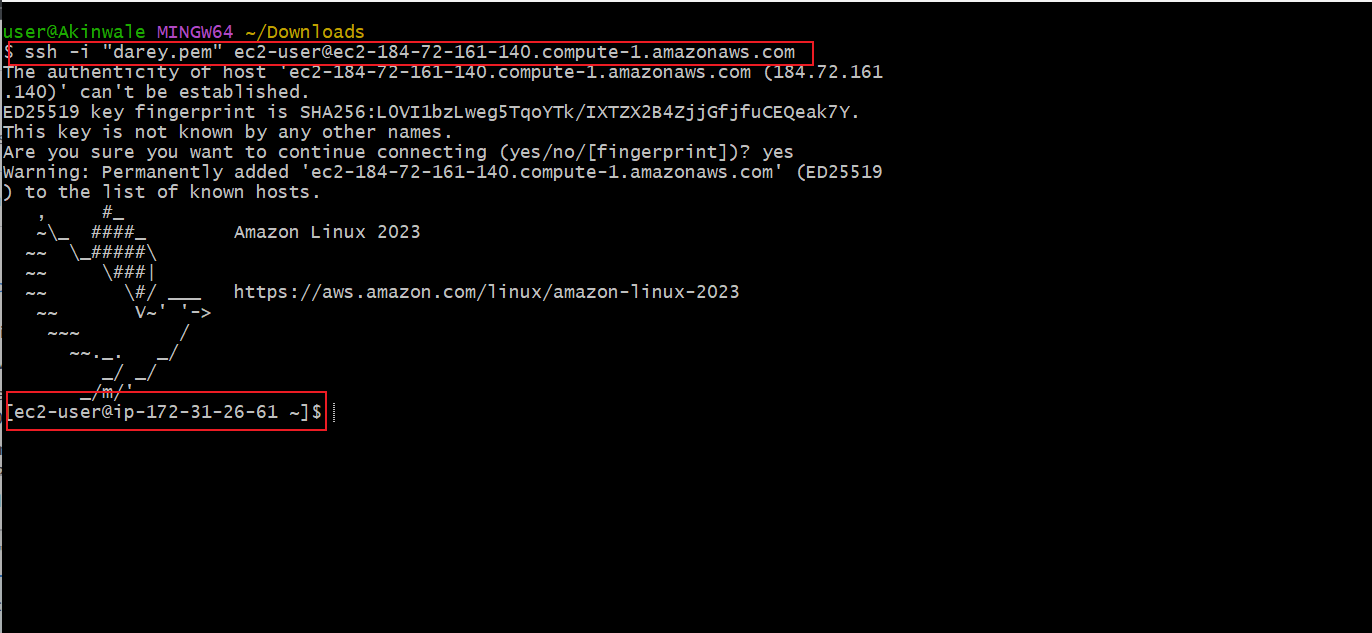 user@Akinwale MINGW64 ~/Downloads
$ ssh -i "darey.pem" ec2-user@ec2-184-72-161-140.compute-1.amazonaws.com
The authenticity of host 'ec2-184-72-161-140.compute-1.amazonaws.com (184.72.161
.140)' can't be established.
ED25519 key fingerprint is SHA256:L0VI1bzLweg5TqoYTk/IXTZX2B4ZjjGfjfuCEQeak7Y.
This key is not known by any other names.
Are you sure you want to continue connecting (yes/no/[fingerprint])? yes
Warning: Permanently added 'ec2-184-72-161-140.compute-1.amazonaws.com' (ED25519
) to the list of known hosts.
   ,     #_
   ~\_  ####_        Amazon Linux 2023
  ~~  \_#####\
  ~~     \###|
  ~~       \#/ ___   https://aws.amazon.com/linux/amazon-linux-2023
   ~~       V~' '->
    ~~~         /
      ~~._.   _/
         _/ _/
       _/m/'
[ec2-user@ip-172-31-26-61 ~]$